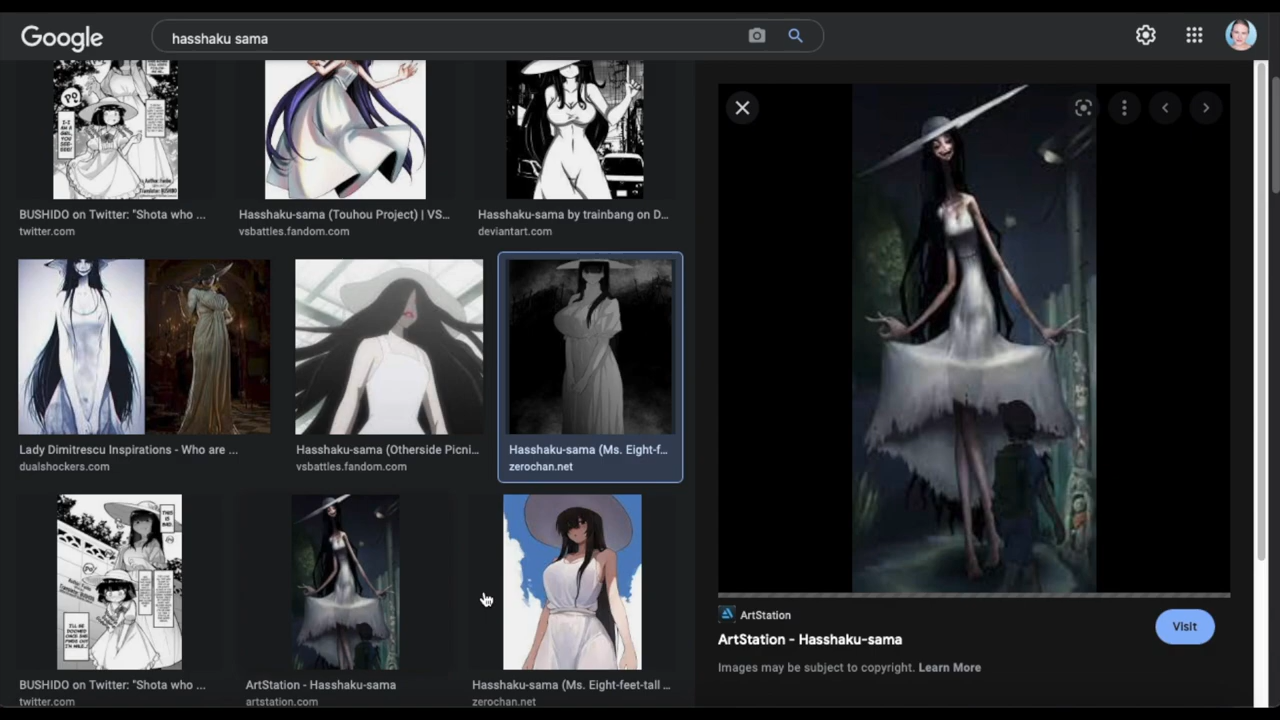 Google
hasshaku sama
BUSHIDO on Twitter: "Shota who ...
twitter.com
Hasshaku-sama (Touhou Project) | VS...
vsbattles.fandom.com
Hasshaku-sama by trainbang on D...
deviantart.com
Lady Dimitrescu Inspirations - Who are ...
dualshockers.com
Hasshaku-sama (Otherside Picni...
vsbattles.fandom.com
Hasshaku-sama (Ms. Eight-f...
zerochan.net
BUSHIDO on Twitter: "Shota who ...
twitter.com
ArtStation - Hasshaku-sama
artstation.com
Hasshaku-sama (Ms. Eight-feet-tall ...
zerochan.net
ArtStation
ArtStation - Hasshaku-sama
Visit
Images may be subject to copyright. Learn More